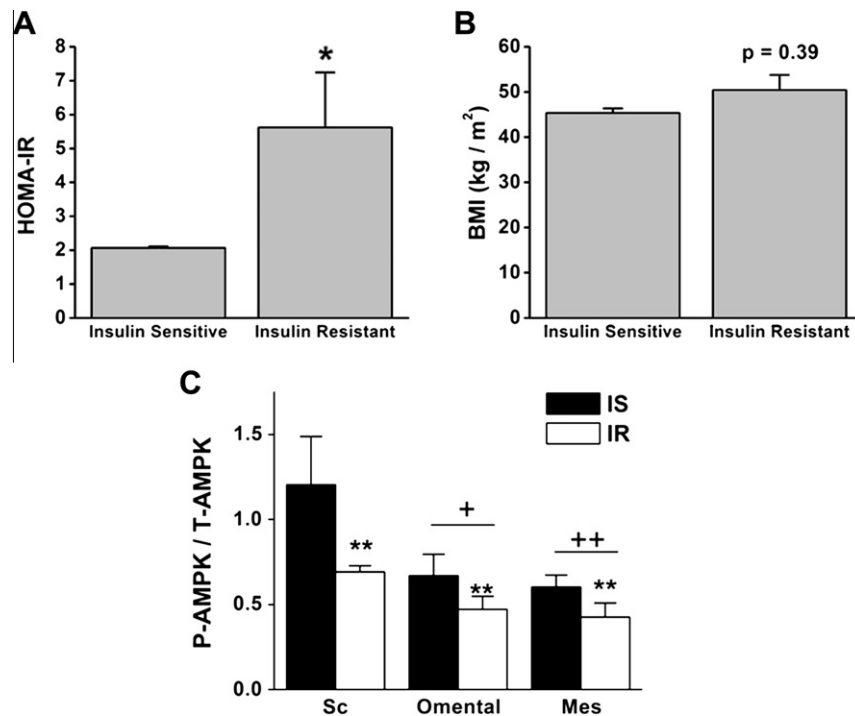 A
HOMA-IR
8
7
6
5
4
3
2
1
0
*
Insulin Sensitive Insulin Resistant
B
BMI (kg / m²)
60
50
40
30
20
10
0
p = 0.39
Insulin Sensitive Insulin Resistant
C
P-AMPK / T-AMPK
1.5
1.0
0.5
0.0
IS
IR
**
+
**
++
**
Sc Omental Mes